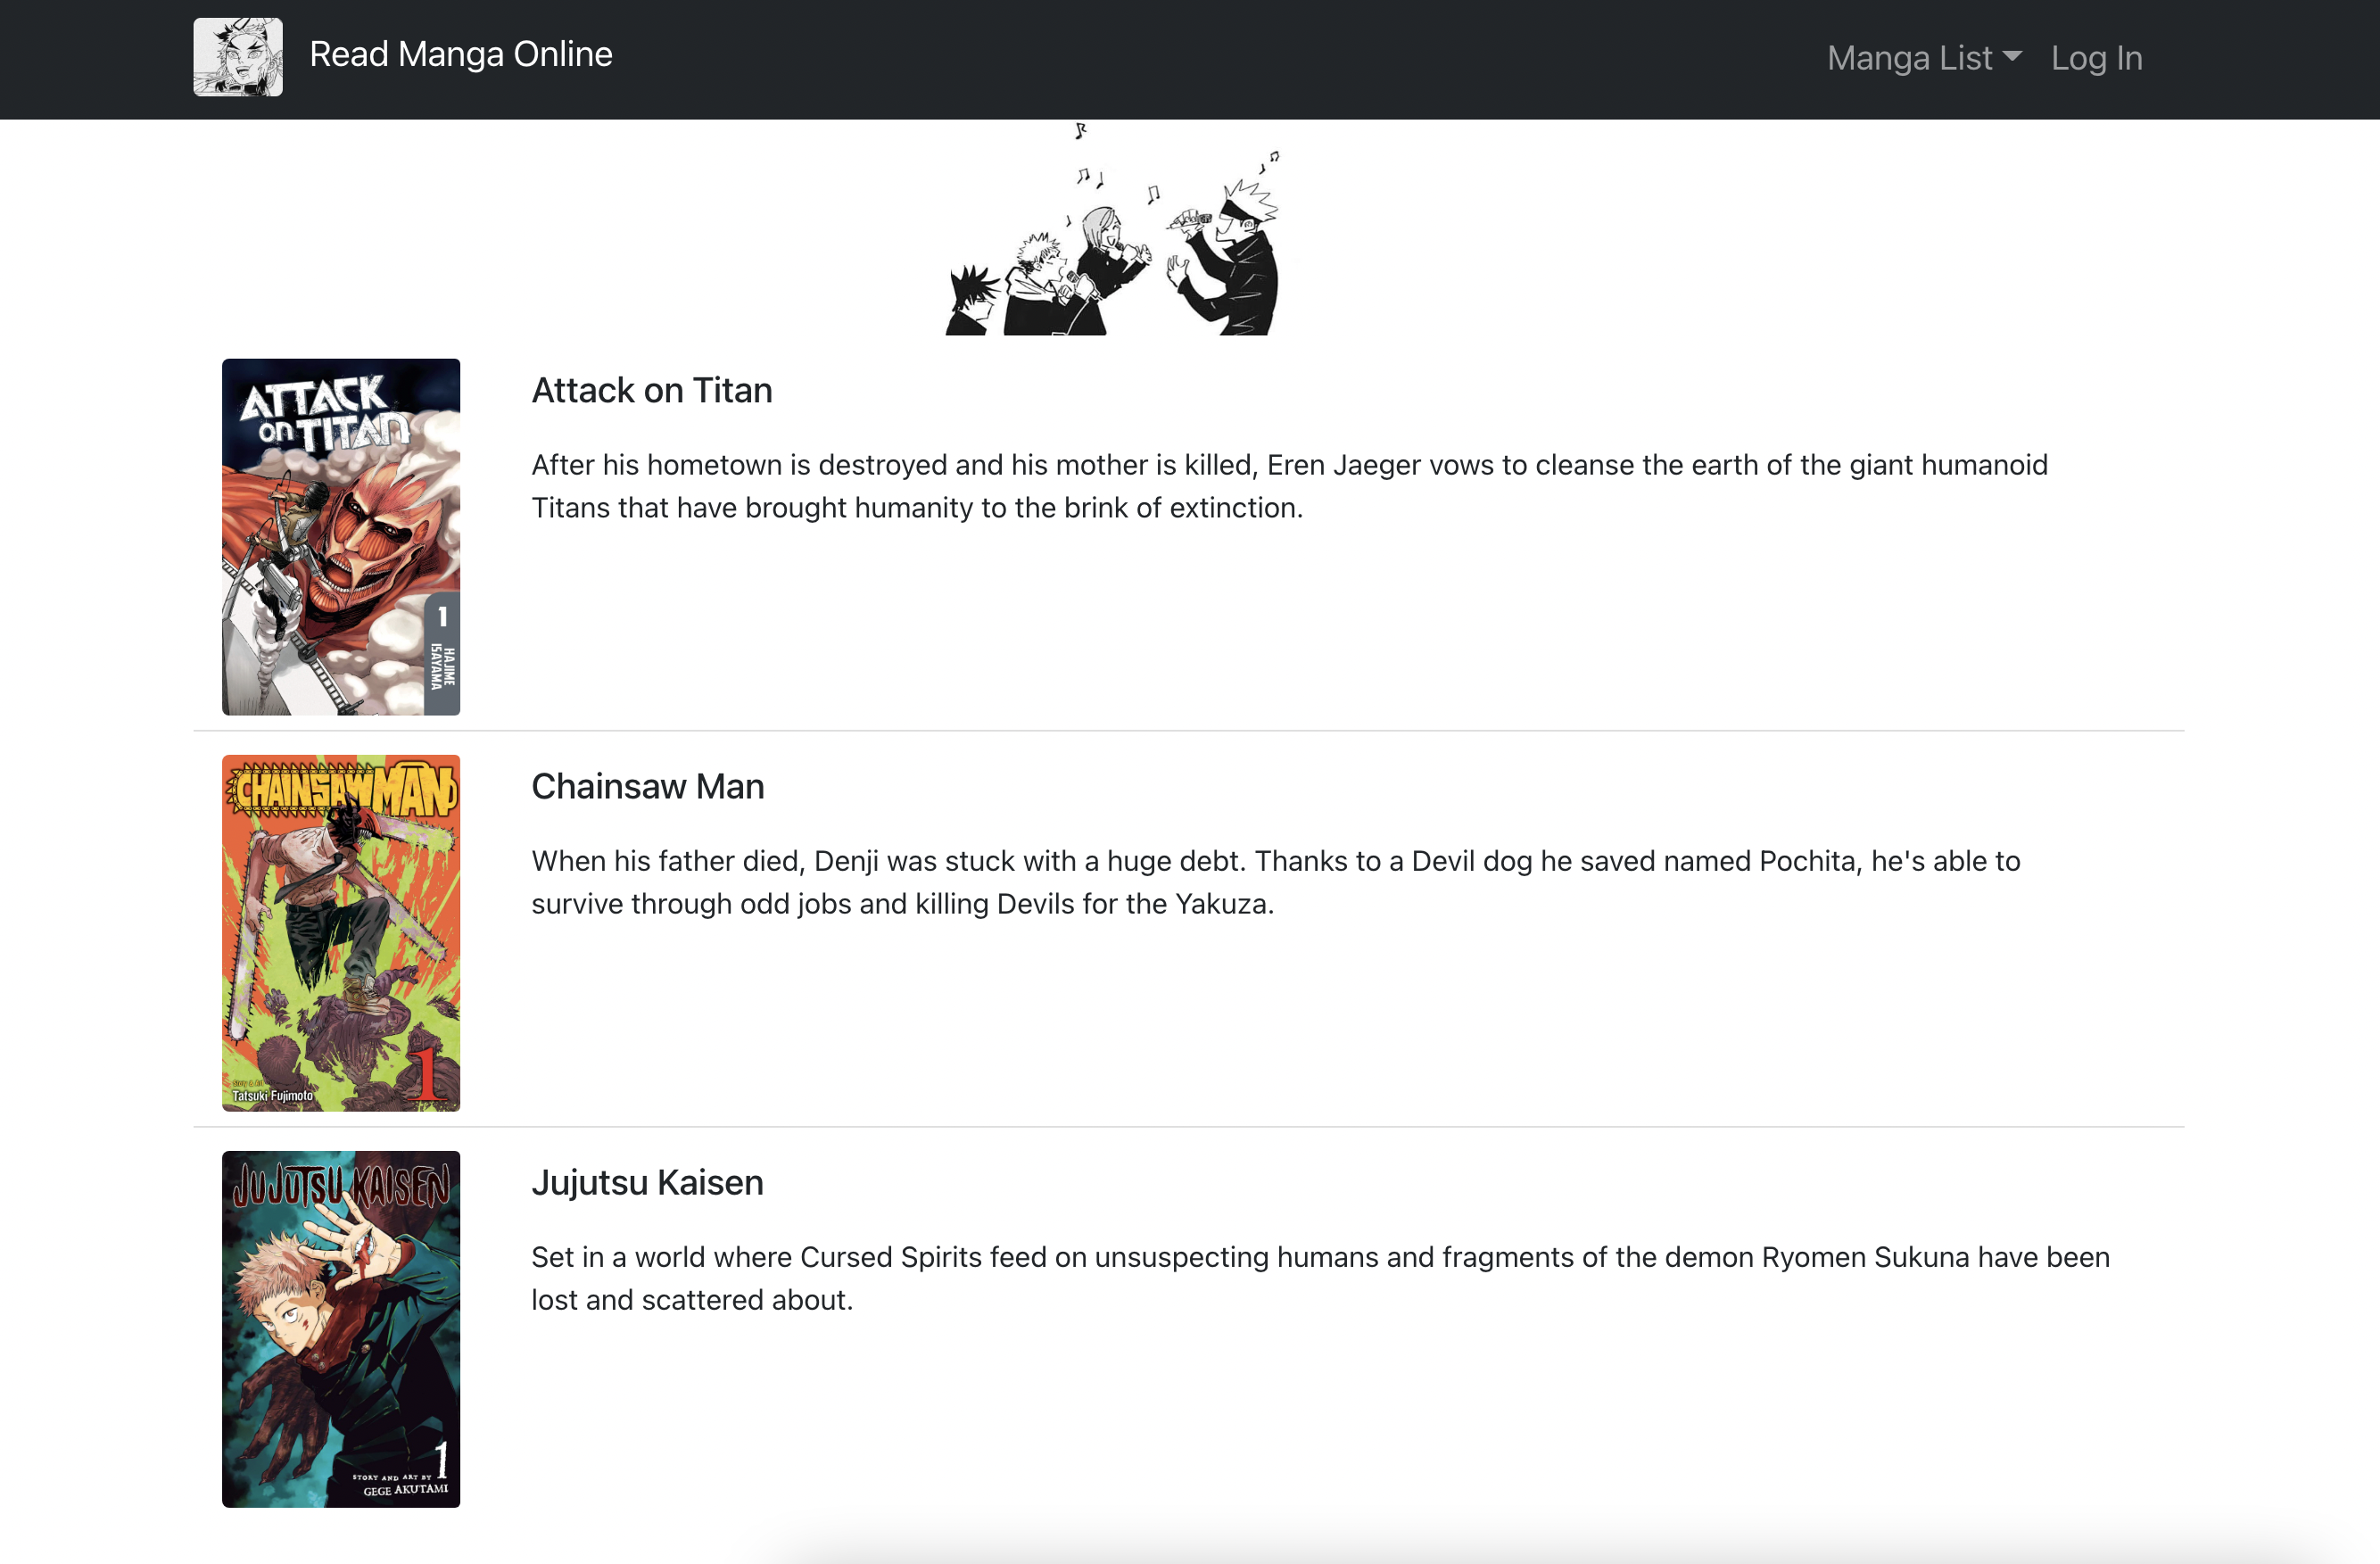 Read Manga Online
Manga List
Log In
ATTACK
on TITAN
1
HAJIME
ISAYAMA
Attack on Titan
After his hometown is destroyed and his mother is killed, Eren Jaeger vows to cleanse the earth of the giant humanoid
Titans that have brought humanity to the brink of extinction.
CHAINSAW MAN
Story & Art
Tatsuki Fujimoto
1
Chainsaw Man
When his father died, Denji was stuck with a huge debt. Thanks to a Devil dog he saved named Pochita, he's able to
survive through odd jobs and killing Devils for the Yakuza.
JUJUTSU KAISEN
1
STORY AND ART BY
GEGE AKUTAMI
Jujutsu Kaisen
Set in a world where Cursed Spirits feed on unsuspecting humans and fragments of the demon Ryomen Sukuna have been
lost and scattered about.